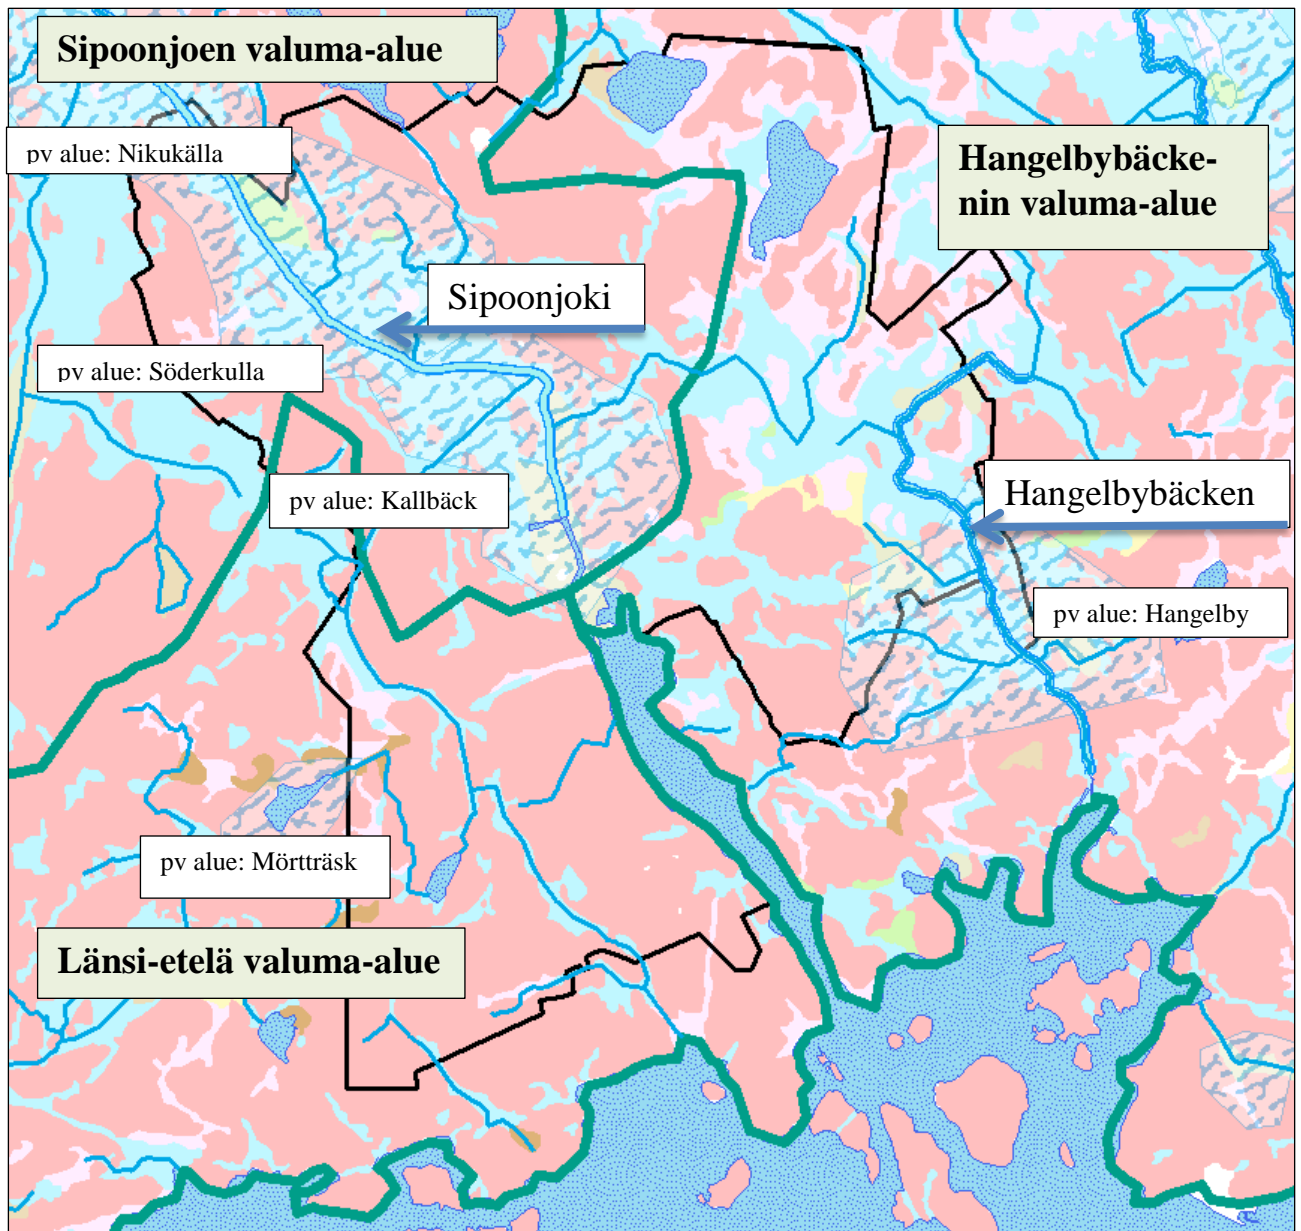 Sipoonjoen valuma-alue
pv alue: Nikukälla
Hangelbybäcke-
nin valuma-alue
Sipoonjoki
pv alue: Söderkulla
pv alue: Kallbäck
Hangelbybäcken
pv alue: Hangelby
pv alue: Mörtträsk
Länsi-etelä valuma-alue